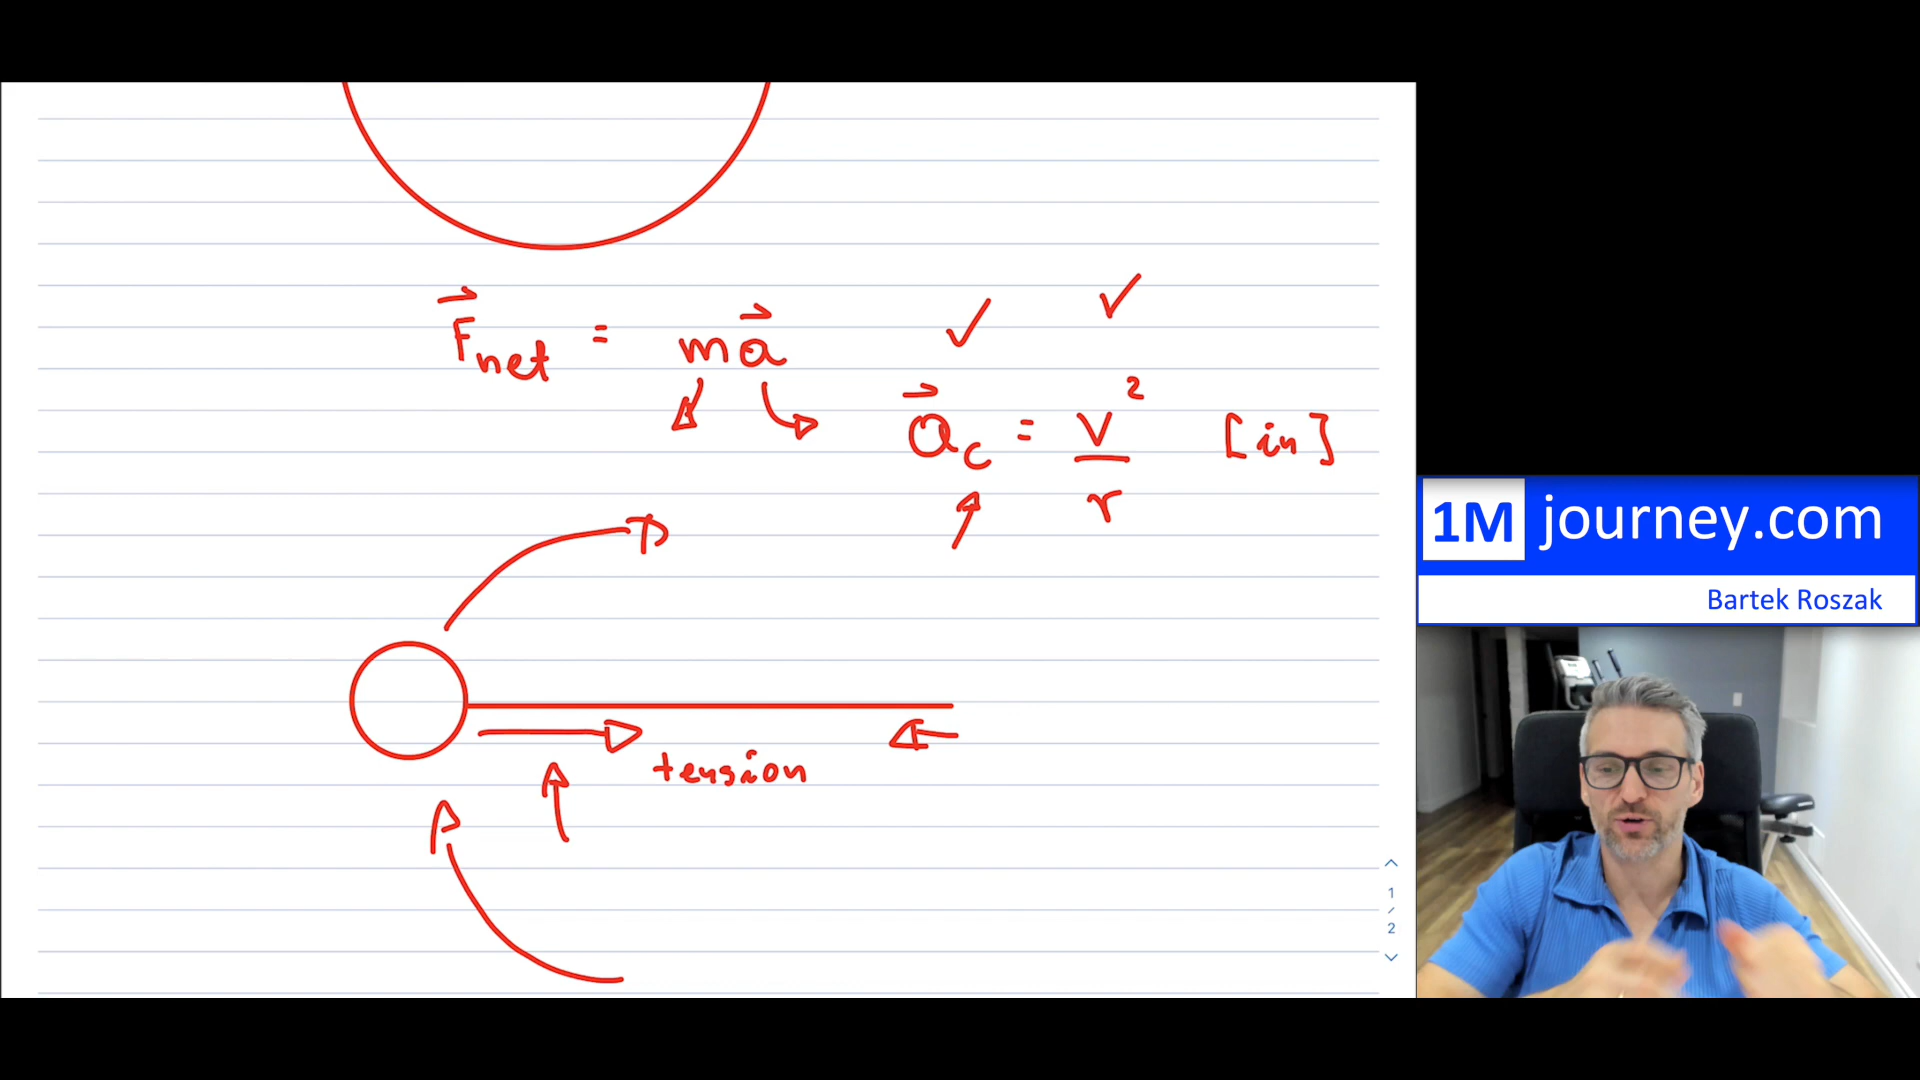 F net = ma
a c = v² / r [in]
tension
1
/
2
1M journey.com
Bartek Roszak